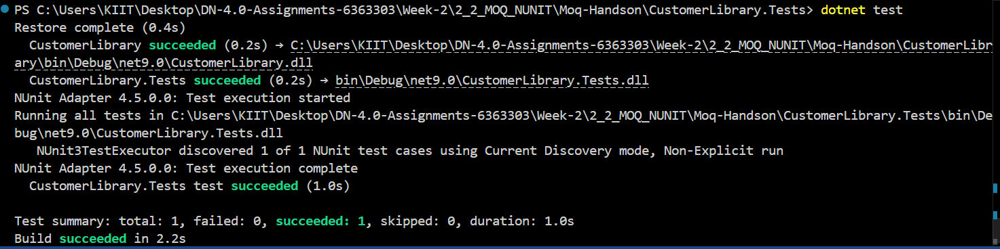 PS C:\Users\KIIT\Desktop\DN-4.0-Assignments-6363303\Week-2\2_2_MOQ_NUNIT\Moq-Handson\CustomerLibrary.Tests> dotnet test
Restore complete (0.4s)
  CustomerLibrary succeeded (0.2s) → C:\Users\KIIT\Desktop\DN-4.0-Assignments-6363303\Week-2\2_2_MOQ_NUNIT\Moq-Handson\CustomerLibr
ary\bin\Debug\net9.0\CustomerLibrary.dll
  CustomerLibrary.Tests succeeded (0.2s) → bin\Debug\net9.0\CustomerLibrary.Tests.dll
NUnit Adapter 4.5.0.0: Test execution started
Running all tests in C:\Users\KIIT\Desktop\DN-4.0-Assignments-6363303\Week-2\2_2_MOQ_NUNIT\Moq-Handson\CustomerLibrary.Tests\bin\De
bug\net9.0\CustomerLibrary.Tests.dll
   NUnit3TestExecutor discovered 1 of 1 NUnit test cases using Current Discovery mode, Non-Explicit run
NUnit Adapter 4.5.0.0: Test execution complete
  CustomerLibrary.Tests test succeeded (1.0s)

Test summary: total: 1, failed: 0, succeeded: 1, skipped: 0, duration: 1.0s
Build succeeded in 2.2s